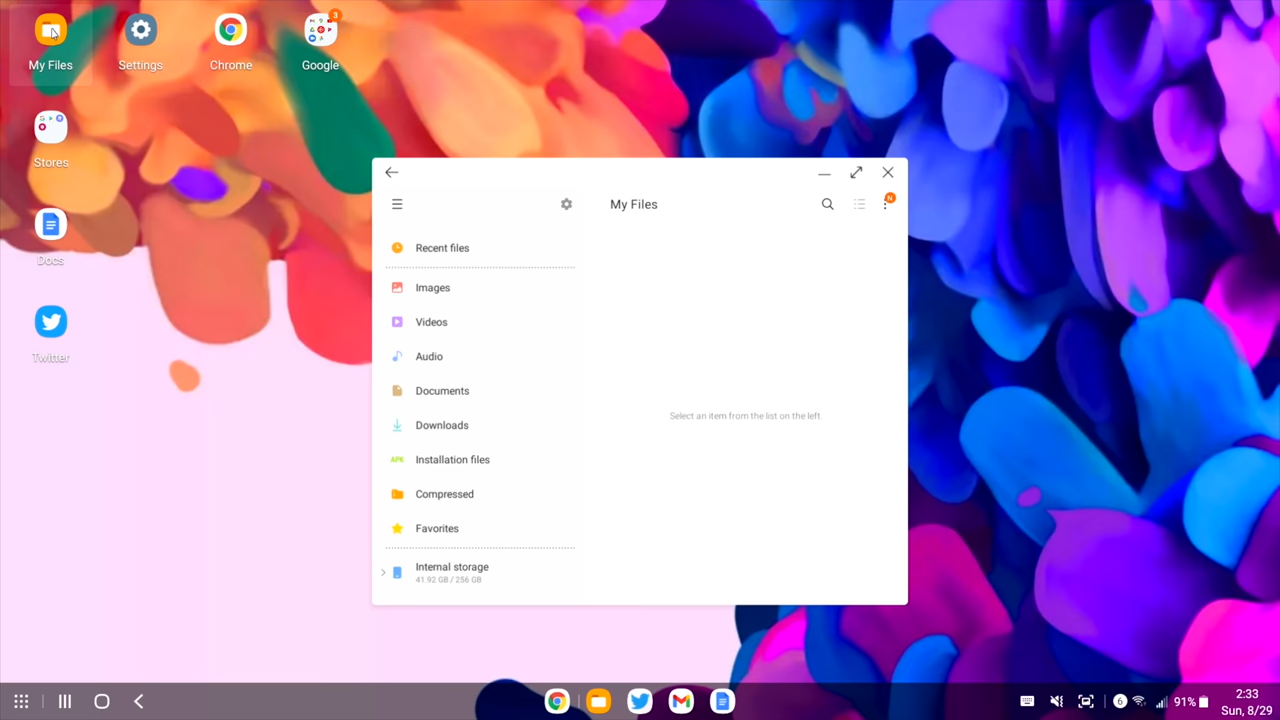 My Files
Settings
Chrome
Google
Stores
Docs
Twitter
My Files
N
Recent files
Images
Videos
Audio
Documents
Downloads
APK
Installation files
Compressed
Favorites
Internal storage
41.92 GB / 256 GB
Select an item from the list on the left.
6
91%
2:33
Sun, 8/29